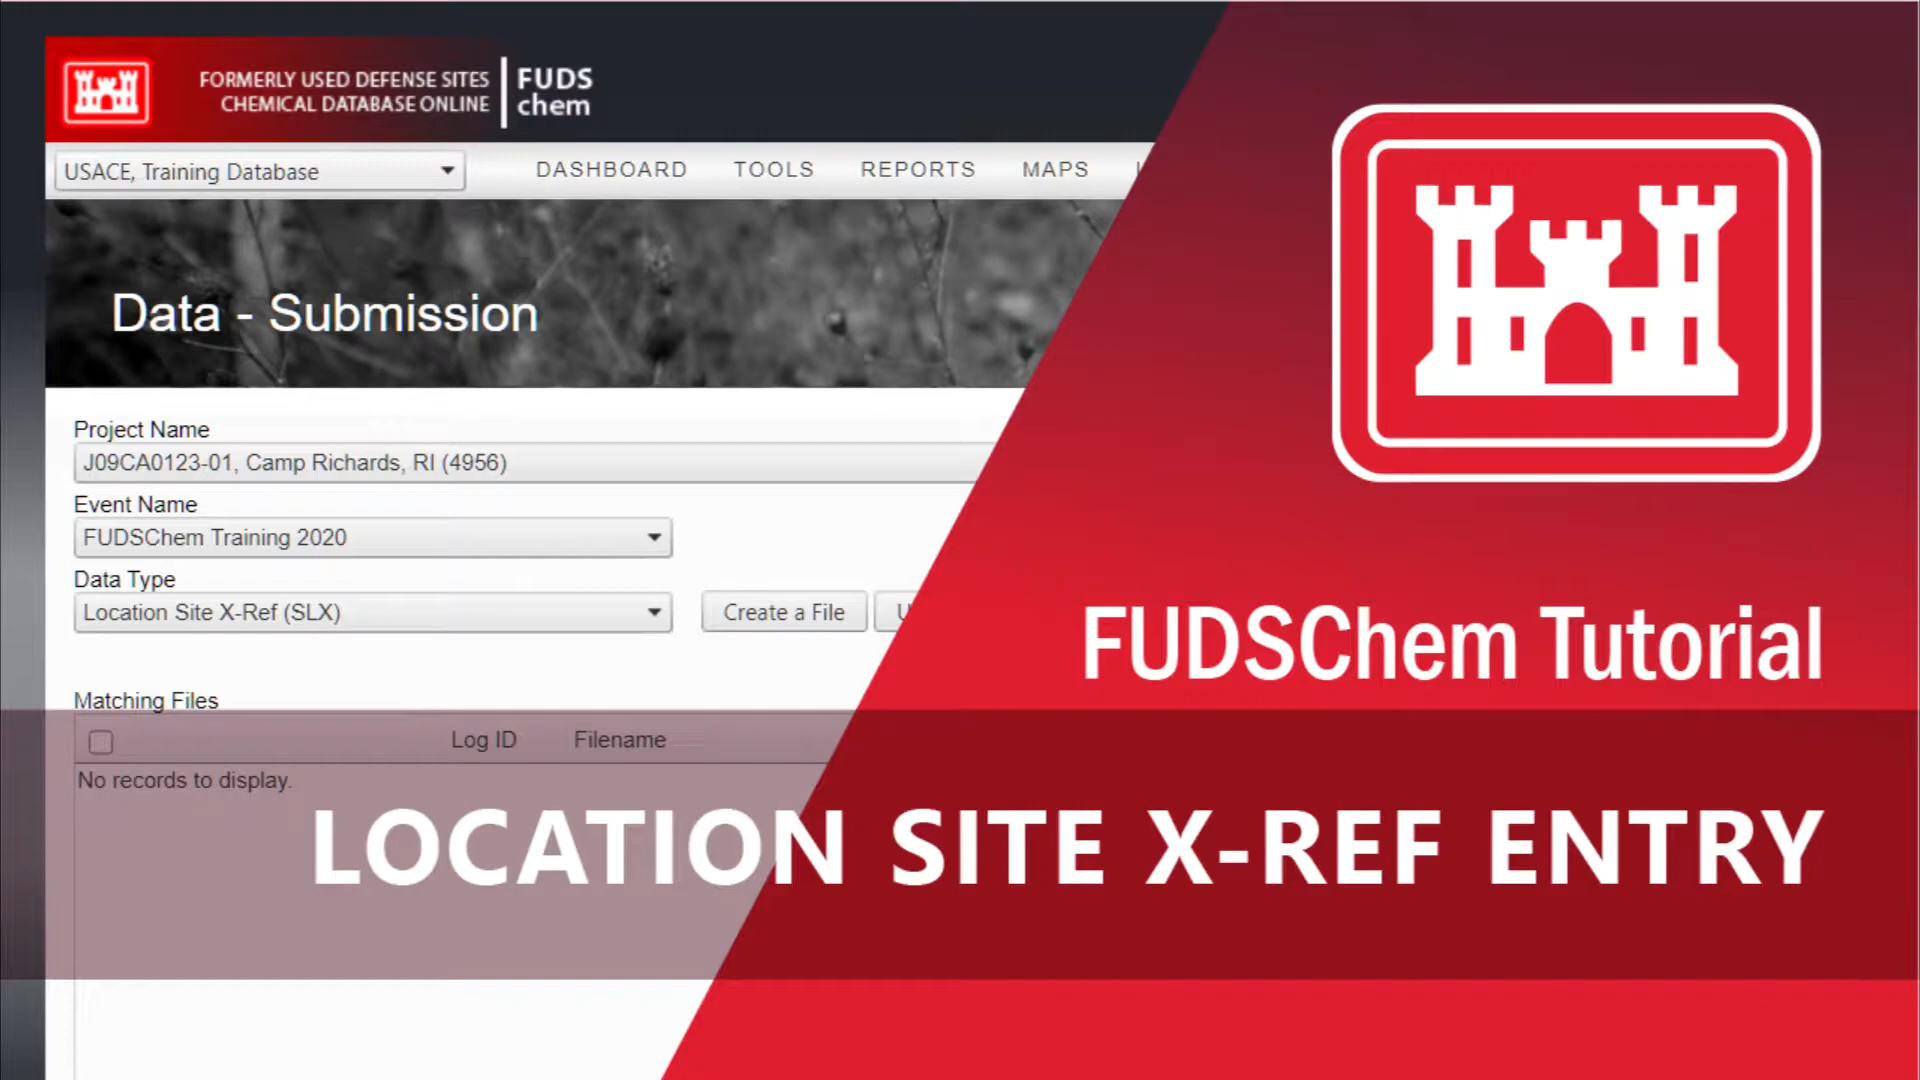 FORMERLY USED DEFENSE SITES
CHEMICAL DATABASE ONLINE
FUDS
chem
USACE, Training Database
DASHBOARD TOOLS REPORTS MAPS
Data - Submission
Project Name
J09CA0123-01, Camp Richards, RI (4956)
Event Name
FUDSChem Training 2020
Data Type
Location Site X-Ref (SLX)
Create a File
FUDSChem Tutorial
Matching Files
Log ID Filename
No records to display.
LOCATION SITE X-REF ENTRY